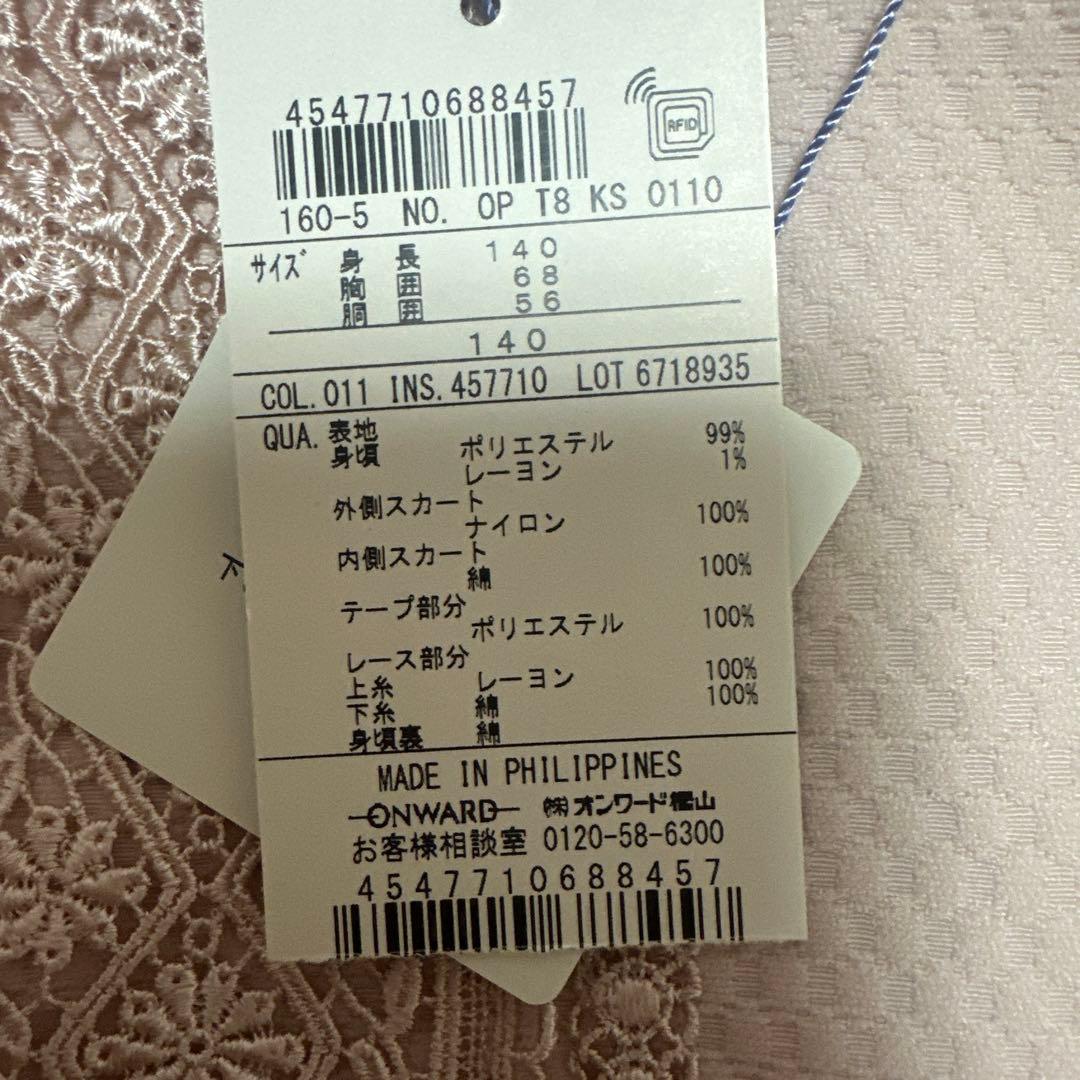 4547710688457
RFID
160-5 NO. OP T8 KS 0110
サイズ 身長 140
胸囲 68
胴囲 56
140
COL. 011 INS. 457710 LOT 6718935
QUA. 表地
身頃 ポリエステル 99%
レーヨン 1%
外側スカート
ナイロン 100%
内側スカート
綿 100%
テープ部分
ポリエステル 100%
レース部分
上糸 レーヨン 100%
下糸 綿 100%
身頃裏 綿
MADE IN PHILIPPINES
ONWARD ㈱オンワード樫山
お客様相談室 0120-58-6300
4547710688457